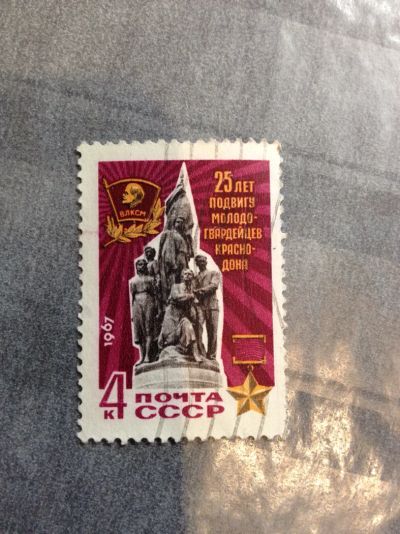 ВЛКСМ
25 ЛЕТ
ПОДВИГУ
МОЛОДО-
ГВАРДЕЙЦЕВ
КРАСНО-
ДОНА
1967
4 К
ПОЧТА
СССР